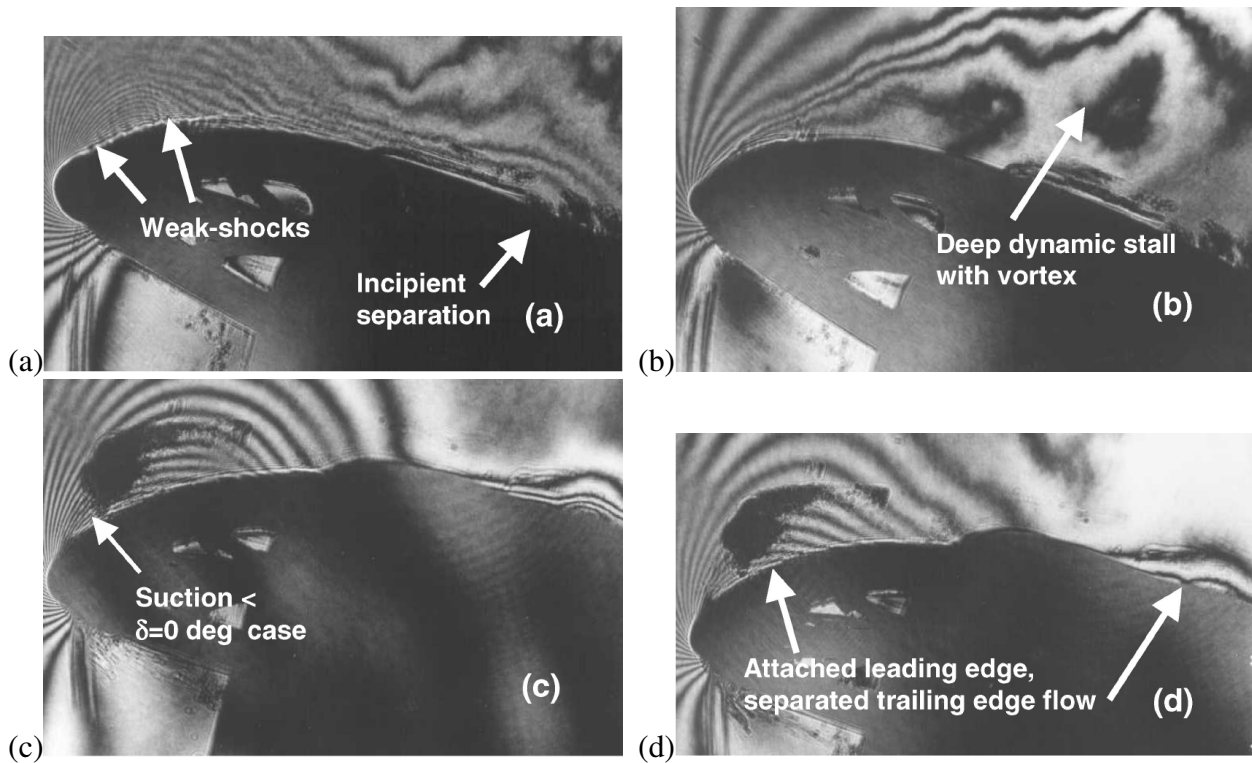 Weak-shocks
Incipient
separation
(a)
(a)
Deep dynamic stall
with vortex
(b)
(b)
Suction <
δ=0 deg case
(c)
(c)
Attached leading edge,
separated trailing edge flow
(d)
(d)